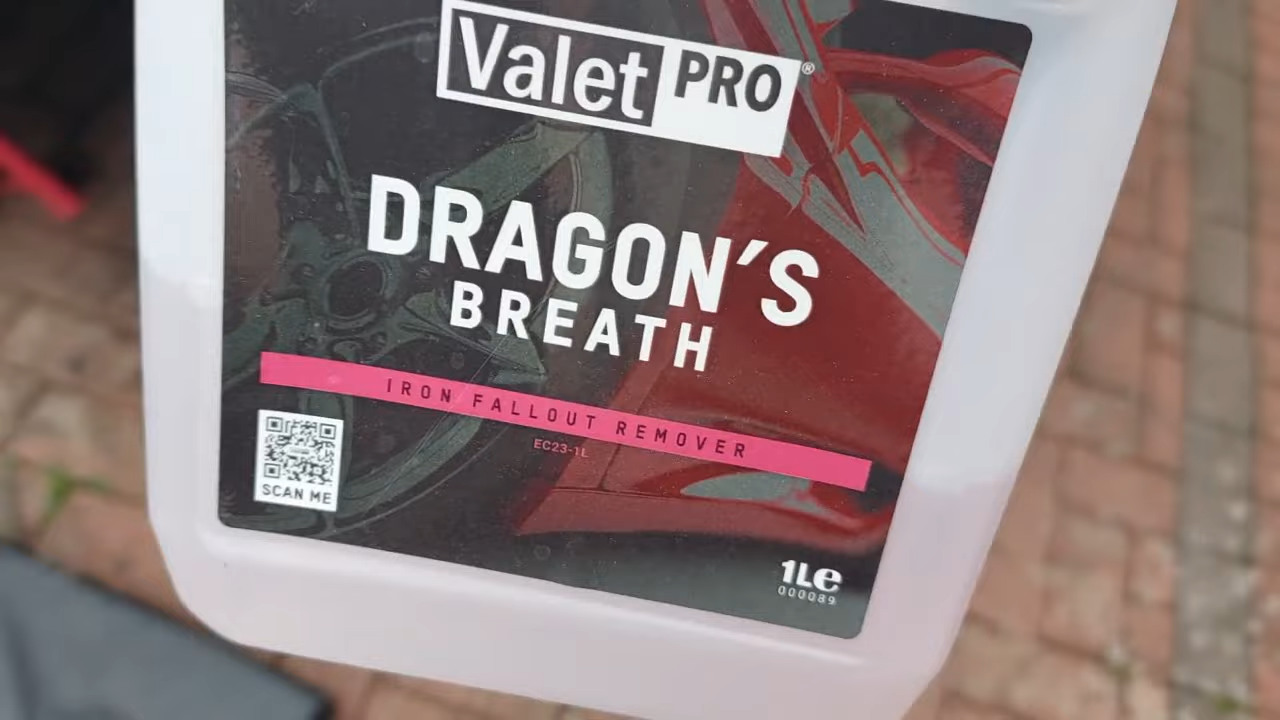 Valet PRO®
DRAGON'S
BREATH
IRON FALLOUT REMOVER
EC23-1L
SCAN ME
1Le
000089